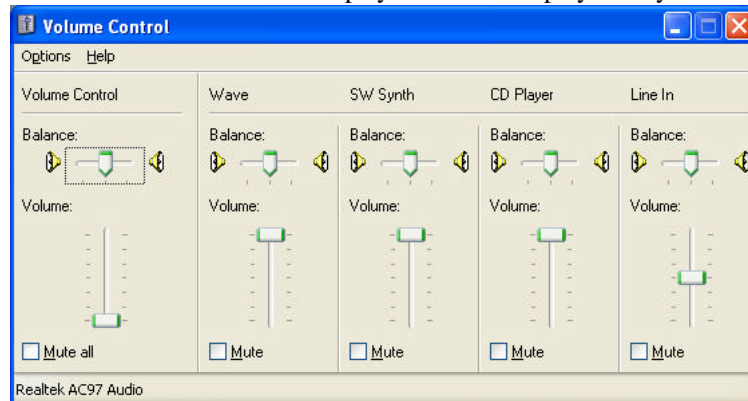 Volume Control
Options Help
Volume Control Wave SW Synth CD Player Line In
Balance: Balance: Balance: Balance: Balance:
Volume: Volume: Volume: Volume: Volume:
Mute all Mute Mute Mute Mute
Realtek AC97 Audio